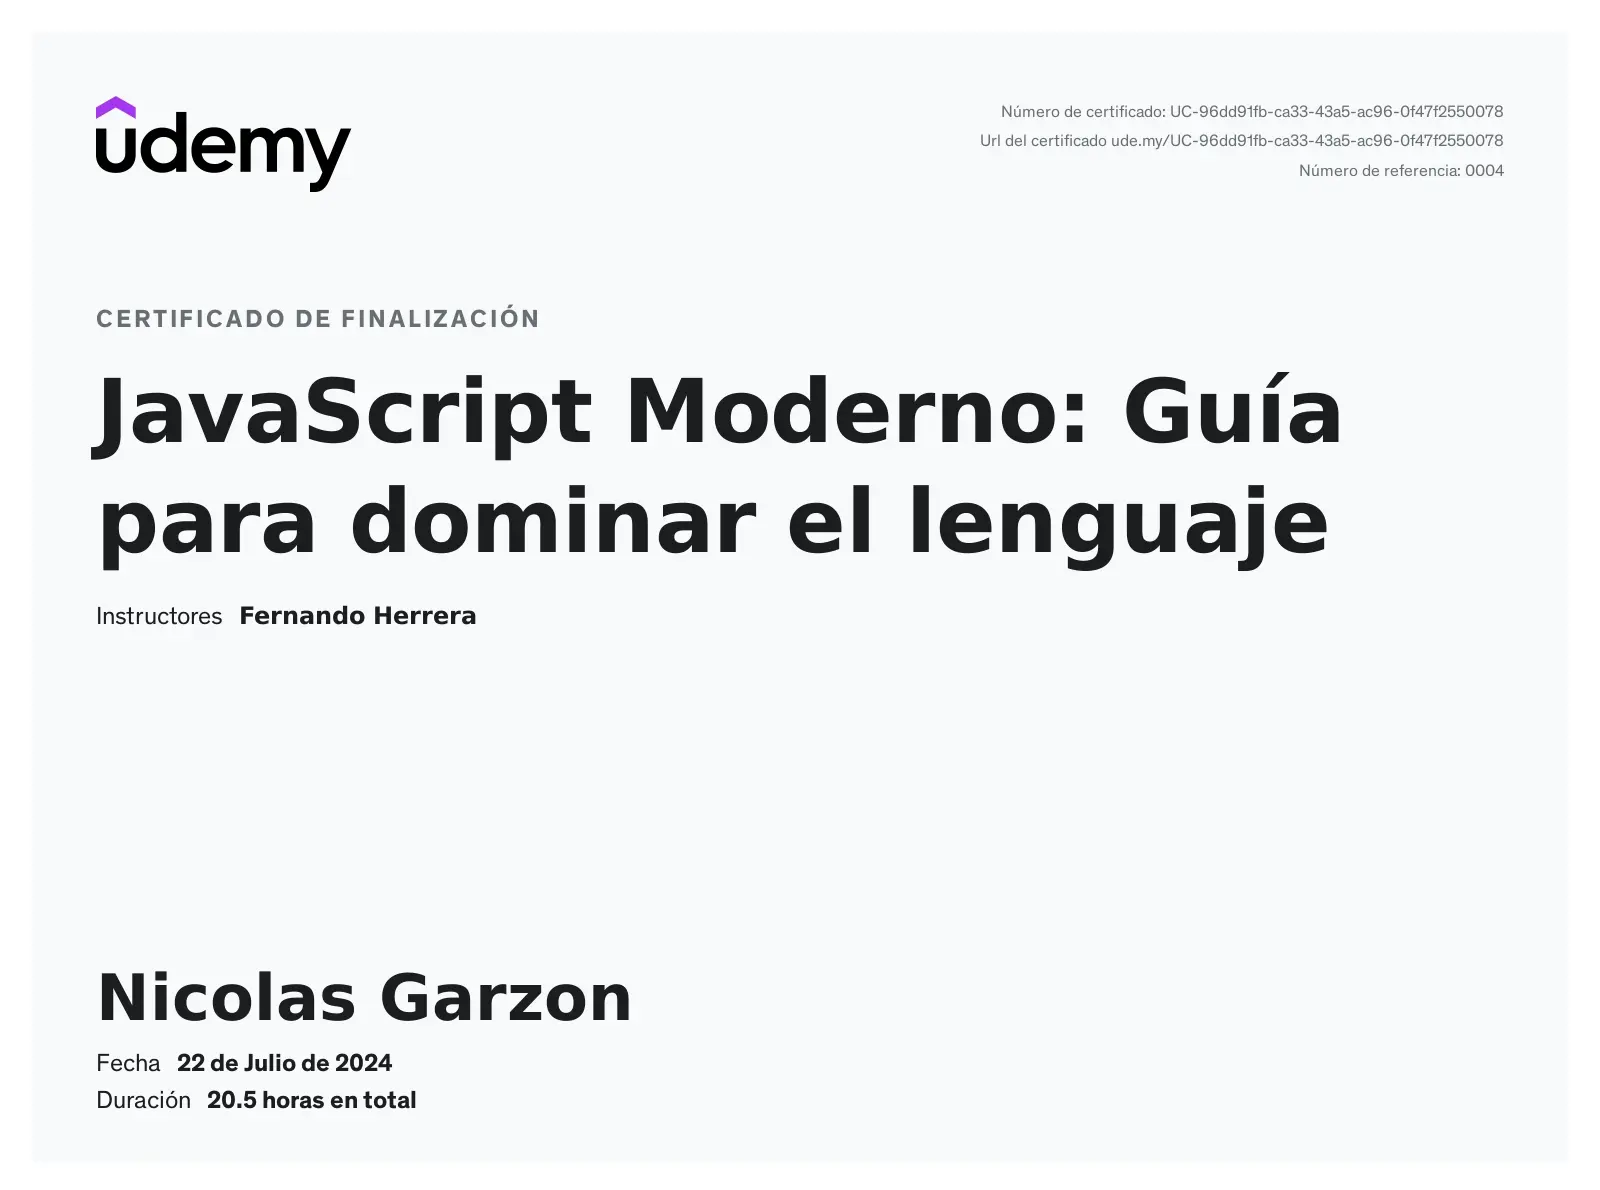 udemy
Número de certificado: UC-96dd91fb-ca33-43a5-ac96-0f47f2550078
Url del certificado ude.my/UC-96dd91fb-ca33-43a5-ac96-0f47f2550078
Número de referencia: 0004
CERTIFICADO DE FINALIZACIÓN
JavaScript Moderno: Guía
para dominar el lenguaje
Instructores Fernando Herrera
Nicolas Garzon
Fecha 22 de Julio de 2024
Duración 20.5 horas en total